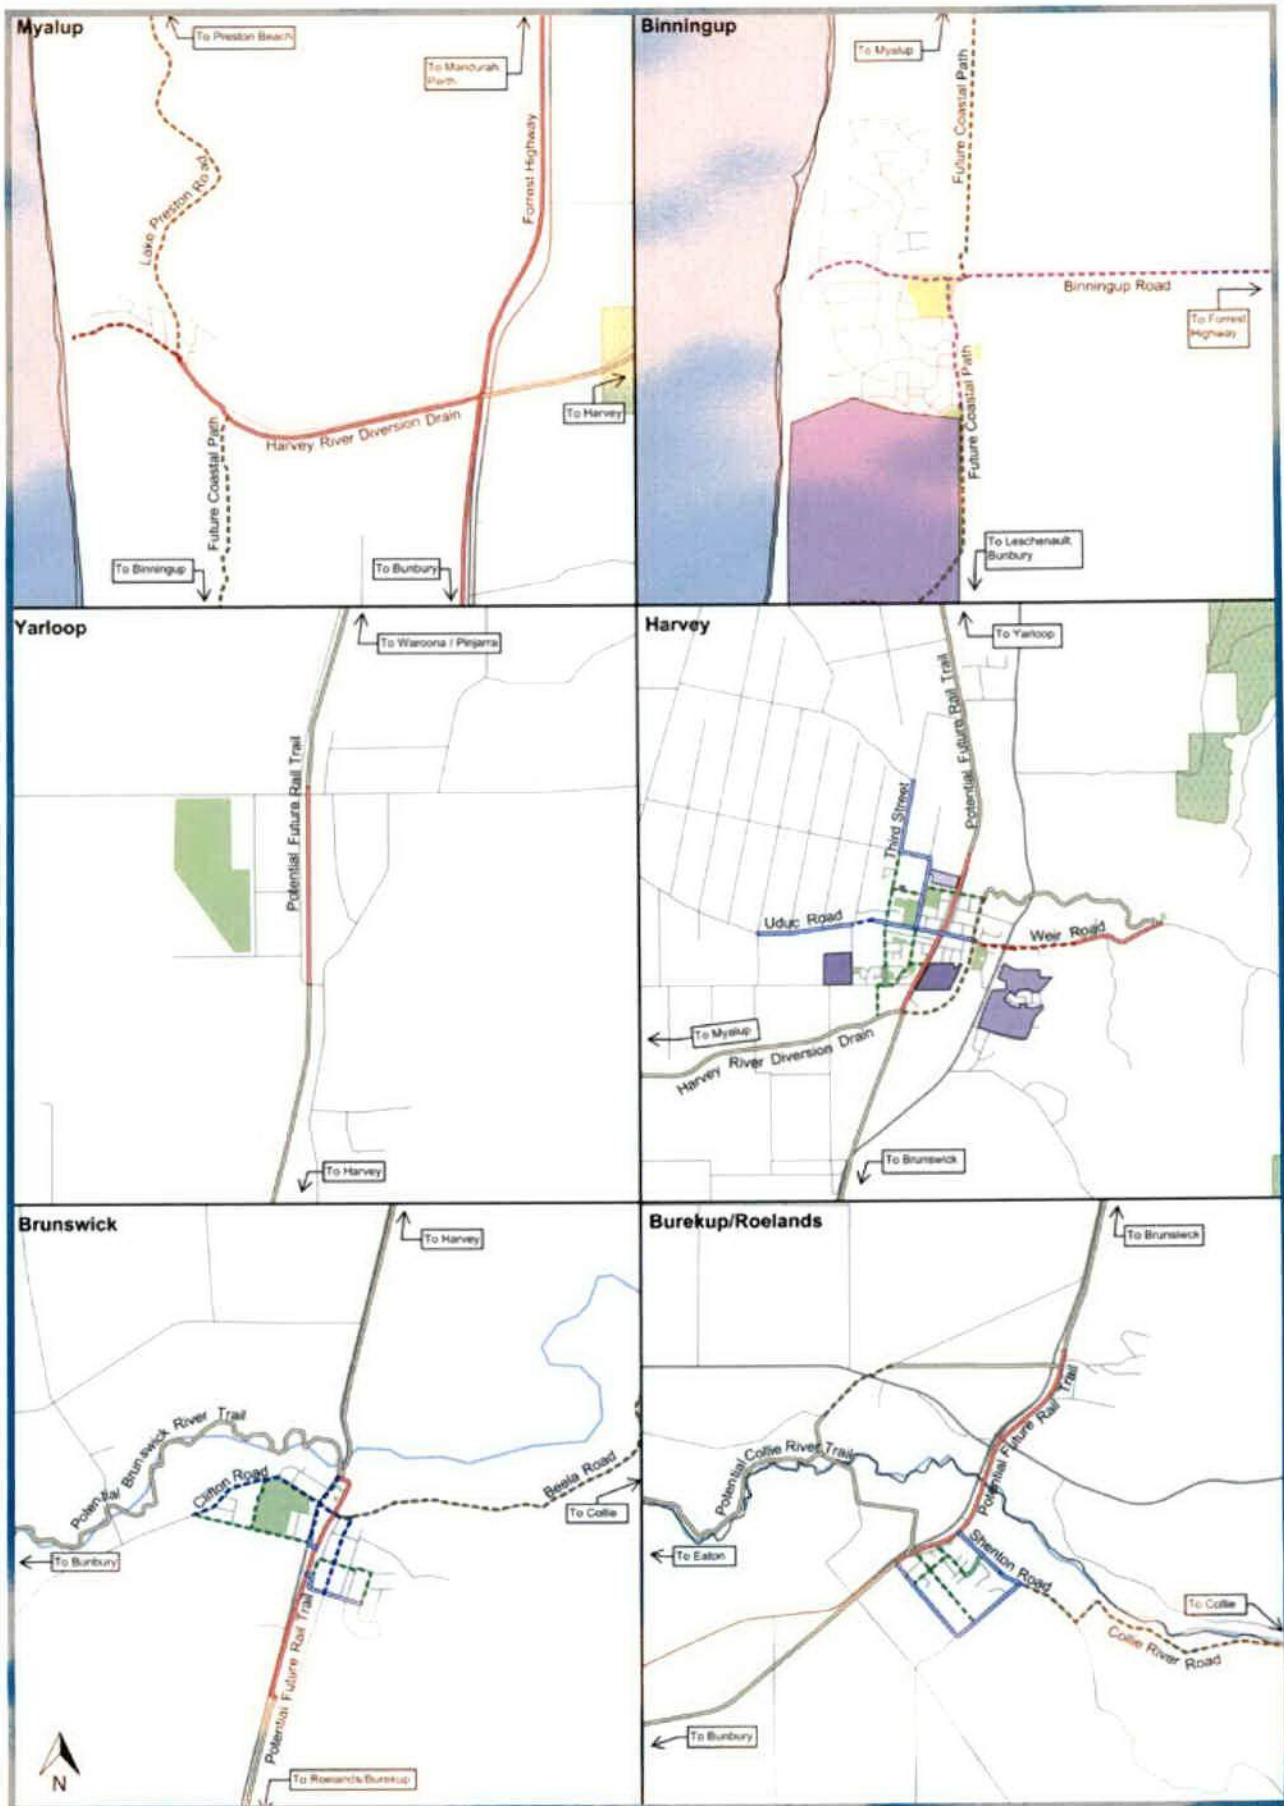 Myalup
To Preston Beach
To Mandurah,
Perth
Lake Preston Road
Forrest Highway
Harvey River Diversion Drain
To Harvey
Future Coastal Path
To Binningup
To Bunbury
Binningup
To Myalup
Future Coastal Path
Binningup Road
To Forrest
Highway
Future Coastal Path
To Leschenault,
Bunbury
Yarloop
To Waroona / Pinjarra
Potential Future Rail Trail
To Harvey
Harvey
To Yarloop
Potential Future Rail Trail
Third Street
Uduc Road
Weir Road
To Myalup
Harvey River Diversion Drain
To Brunswick
Brunswick
To Harvey
Potential Brunswick River Trail
Clifton Road
Beela Road
To Collie
To Bunbury
Potential Future Rail Trail
N
To Roelands/Burekup
Burekup/Roelands
To Brunswick
Potential Future Rail Trail
Potential Collie River Trail
To Eaton
Shenton Road
To Collie
Collie River Road
To Bunbury